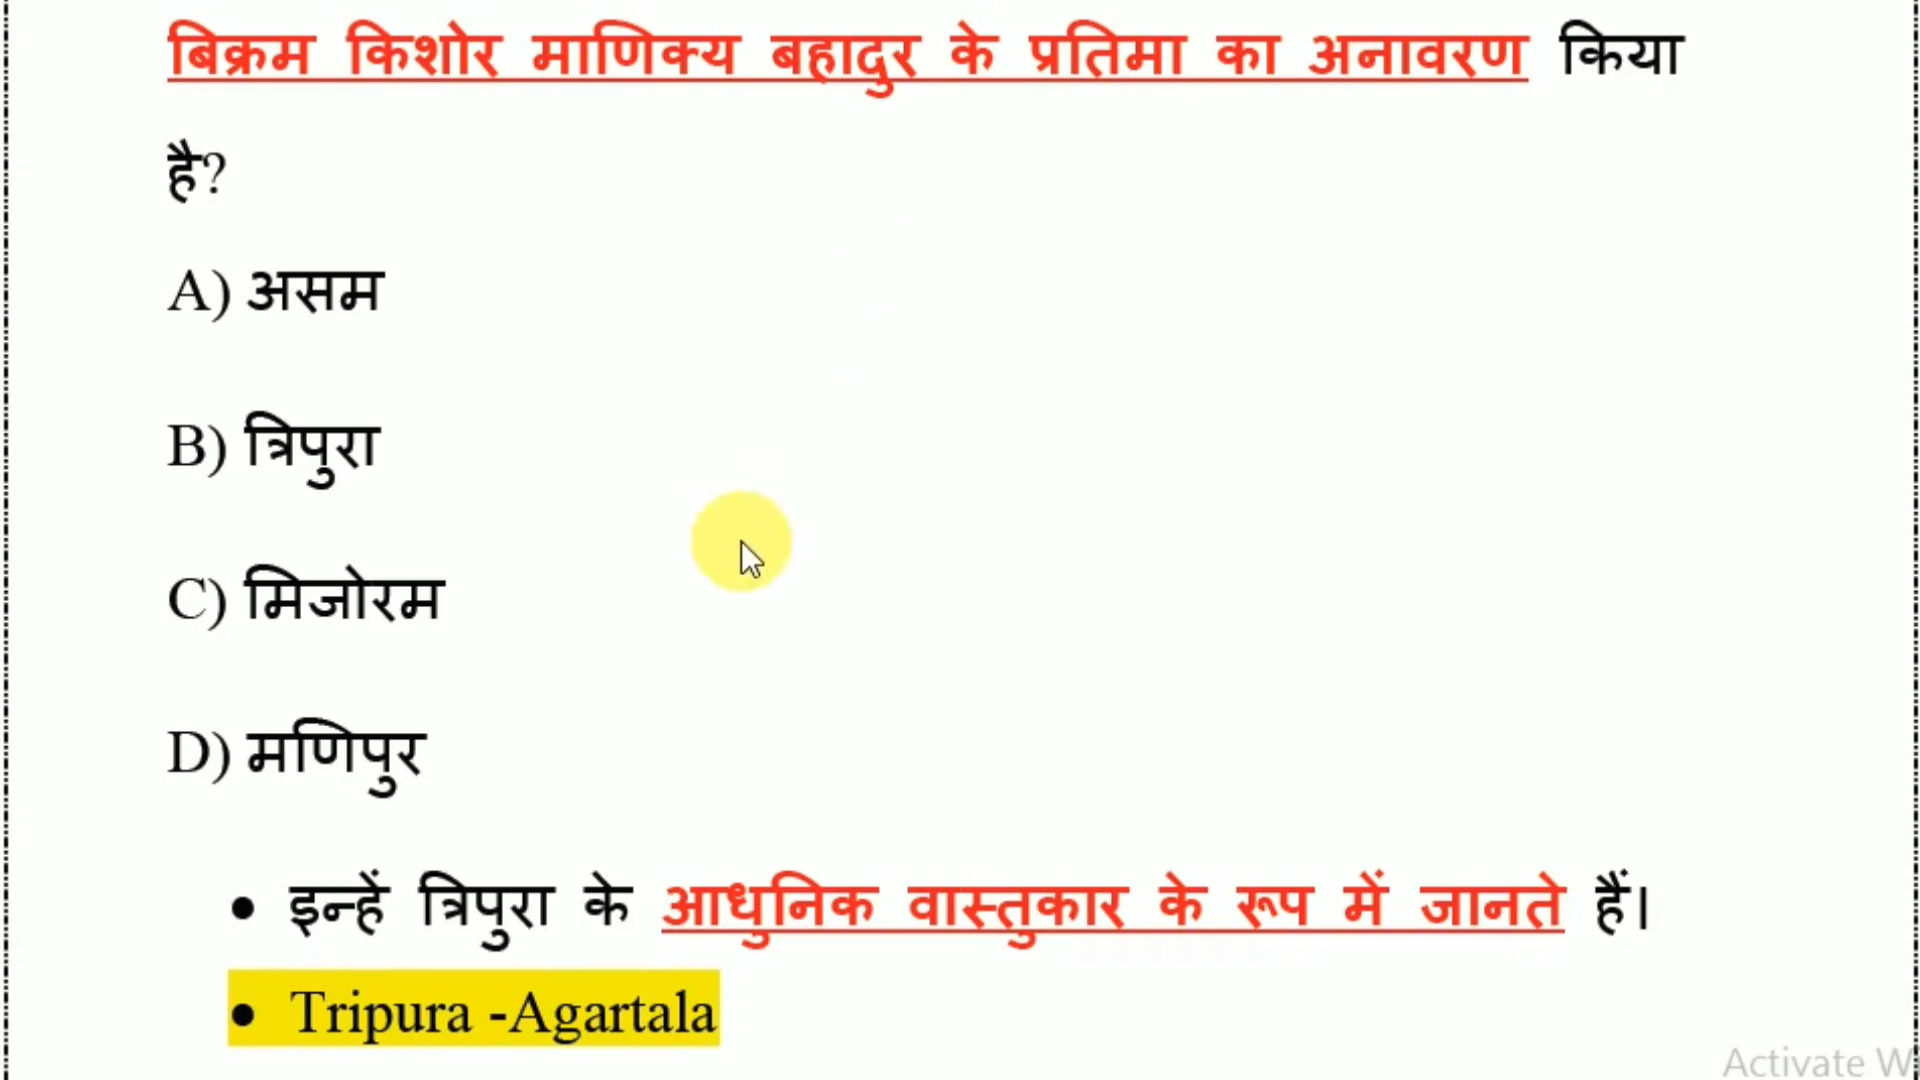 बिक्रम किशोर माणिक्य बहादुर के प्रतिमा का अनावरण किया
है?
A) असम
B) त्रिपुरा
C) मिजोरम
D) मणिपुर
• इन्हें त्रिपुरा के आधुनिक वास्तुकार के रूप में जानते हैं।
• Tripura -Agartala
Activate W